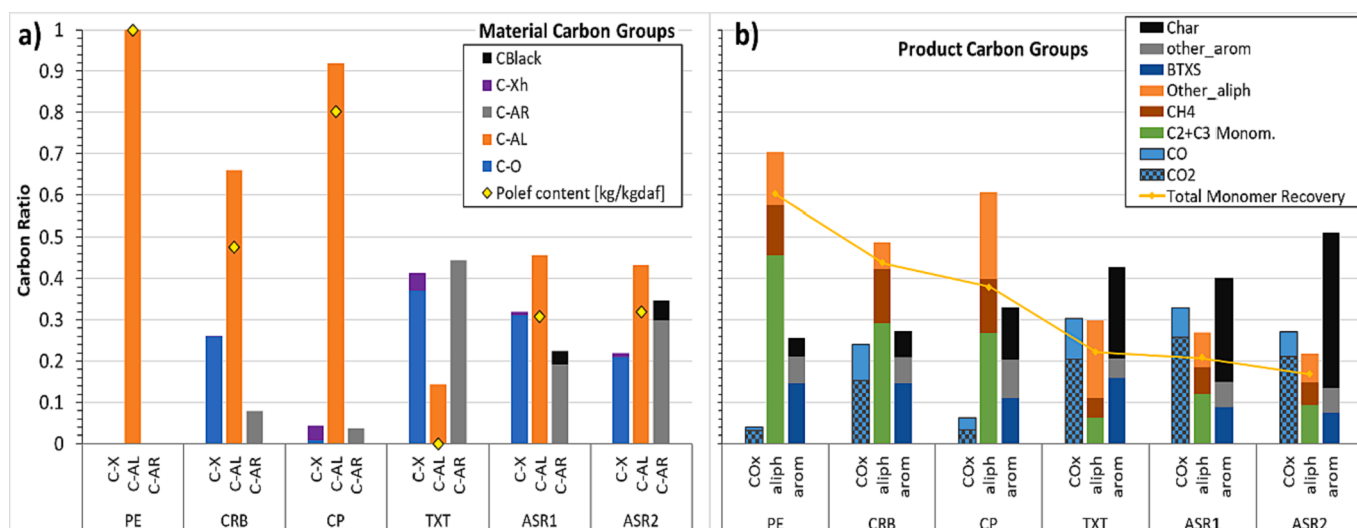 a)
Material Carbon Groups
CBlack
C-Xh
C-AR
C-AL
C-O
Polef content [kg/kgdaf]
Carbon Ratio
1
0.9
0.8
0.7
0.6
0.5
0.4
0.3
0.2
0.1
0
C-X C-AL C-AR C-X C-AL C-AR C-X C-AL C-AR C-X C-AL C-AR C-X C-AL C-AR C-X C-AL C-AR
PE CRB CP TXT ASR1 ASR2
b)
Product Carbon Groups
Char
other_arom
BTXS
Other_aliph
CH4
C2+C3 Monom.
CO
CO2
Total Monomer Recovery
COx aliph arom COx aliph arom COx aliph arom COx aliph arom COx aliph arom COx aliph arom
PE CRB CP TXT ASR1 ASR2